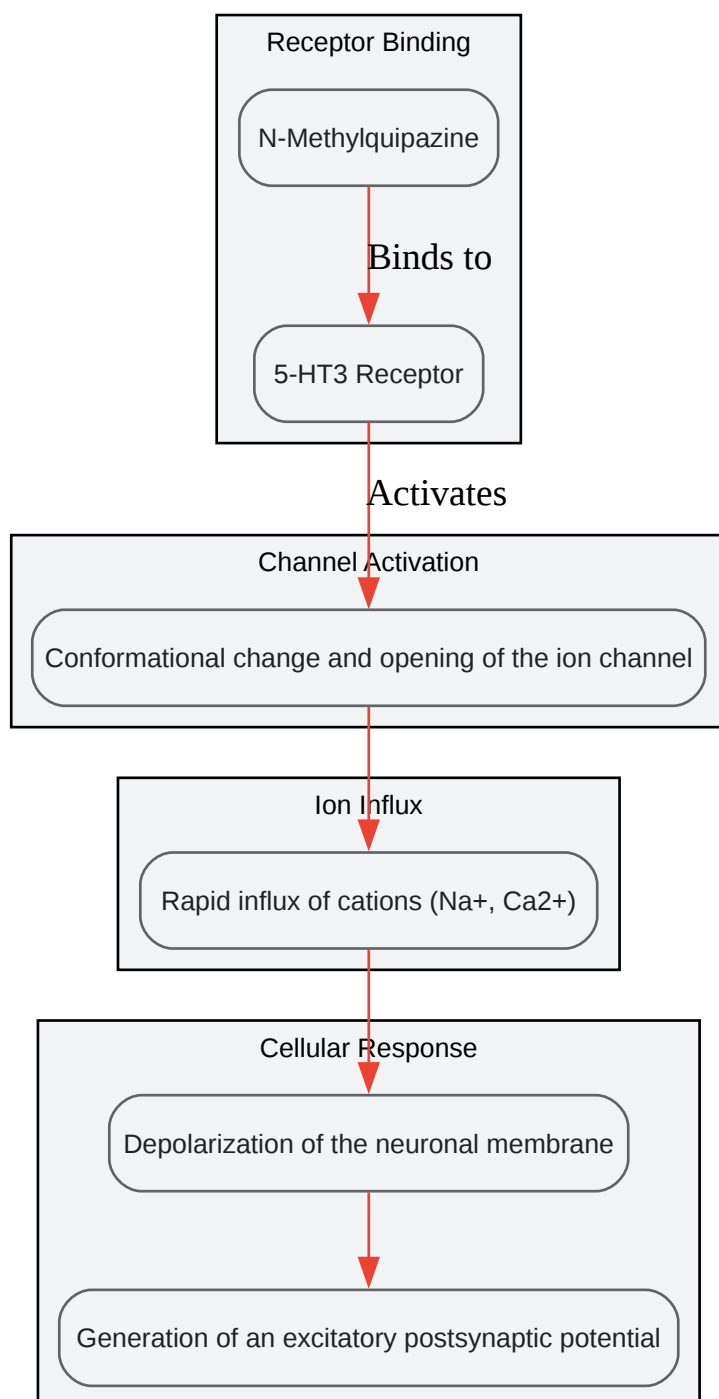 Receptor Binding
N-Methylquipazine
Binds to
5-HT3 Receptor
Activates
Channel Activation
Conformational change and opening of the ion channel
Ion Influx
Rapid influx of cations (Na+, Ca2+)
Cellular Response
Depolarization of the neuronal membrane
Generation of an excitatory postsynaptic potential